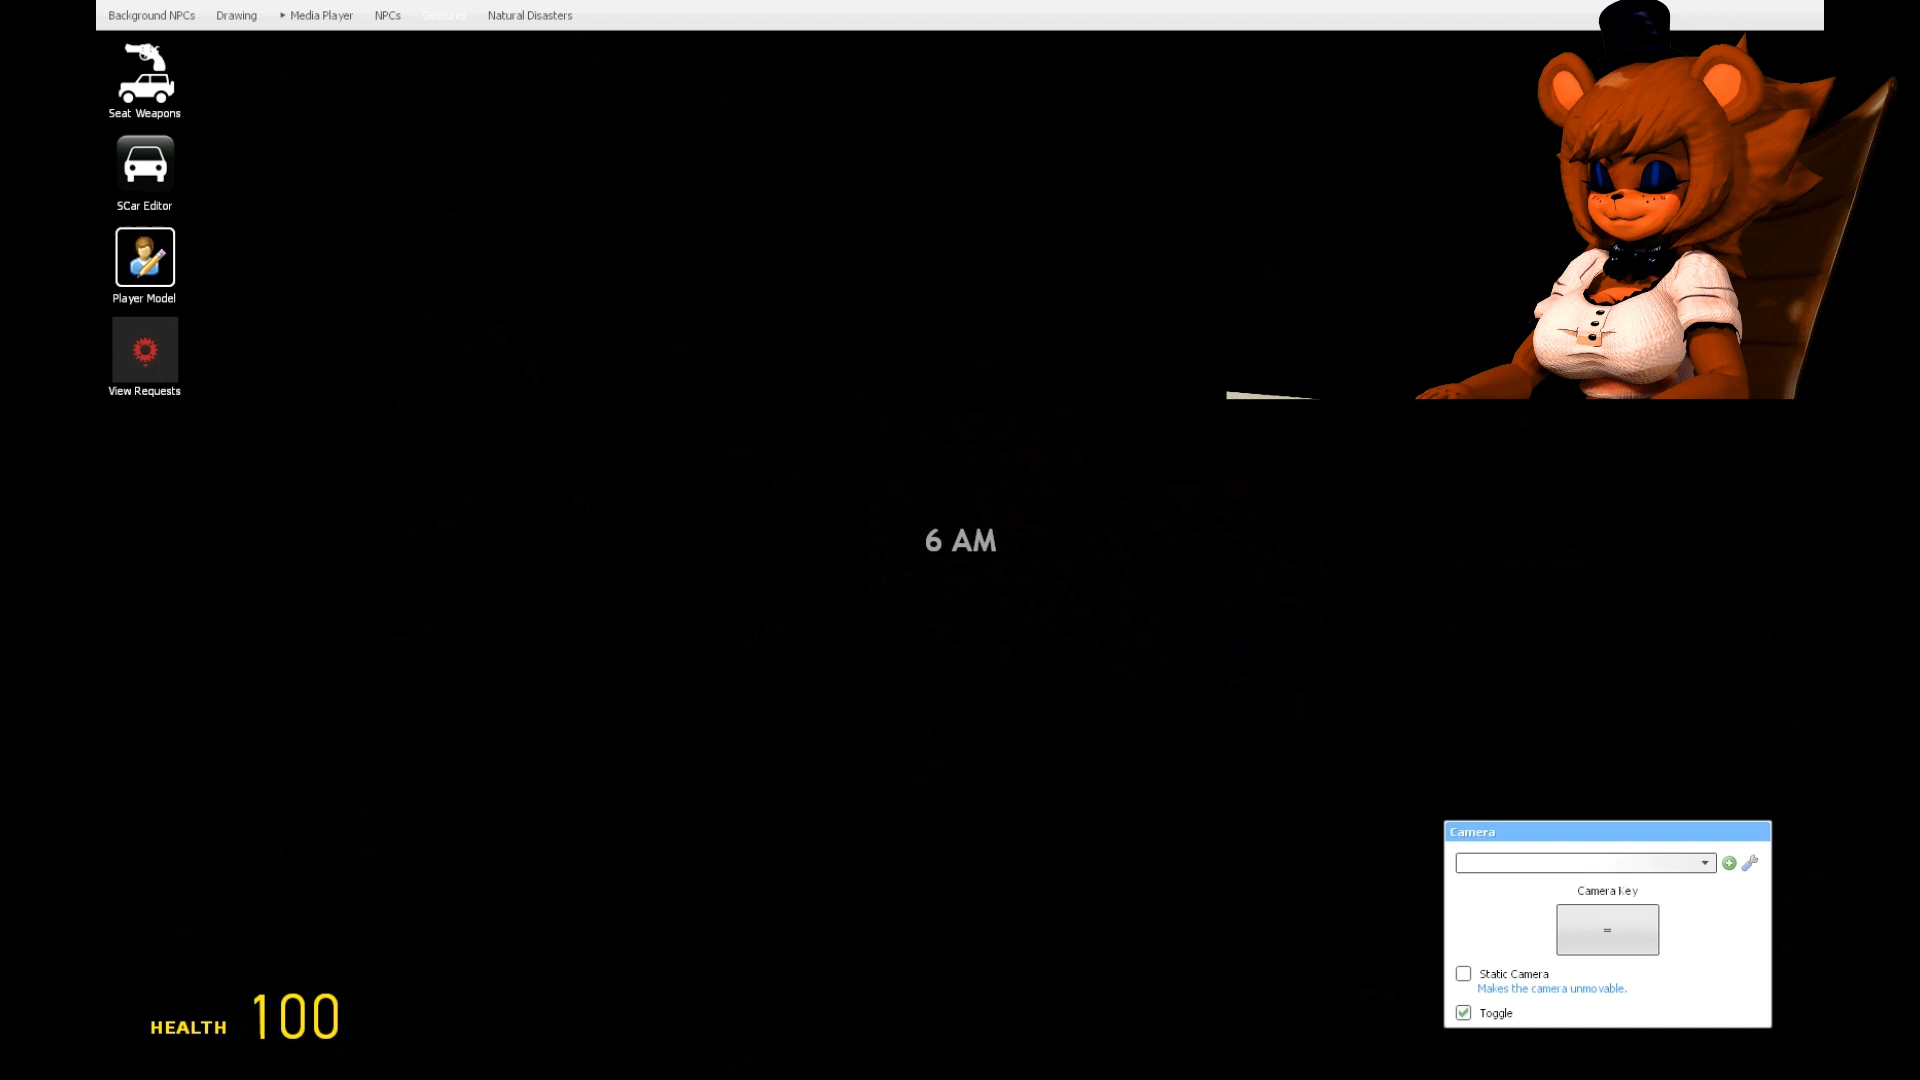 Background NPCs Drawing Media Player NPCs Gestures Natural Disasters
Seat Weapons
SCar Editor
Player Model
View Requests
6 AM
Camera
Camera Key
=
Static Camera
Makes the camera unmovable.
Toggle
HEALTH 100